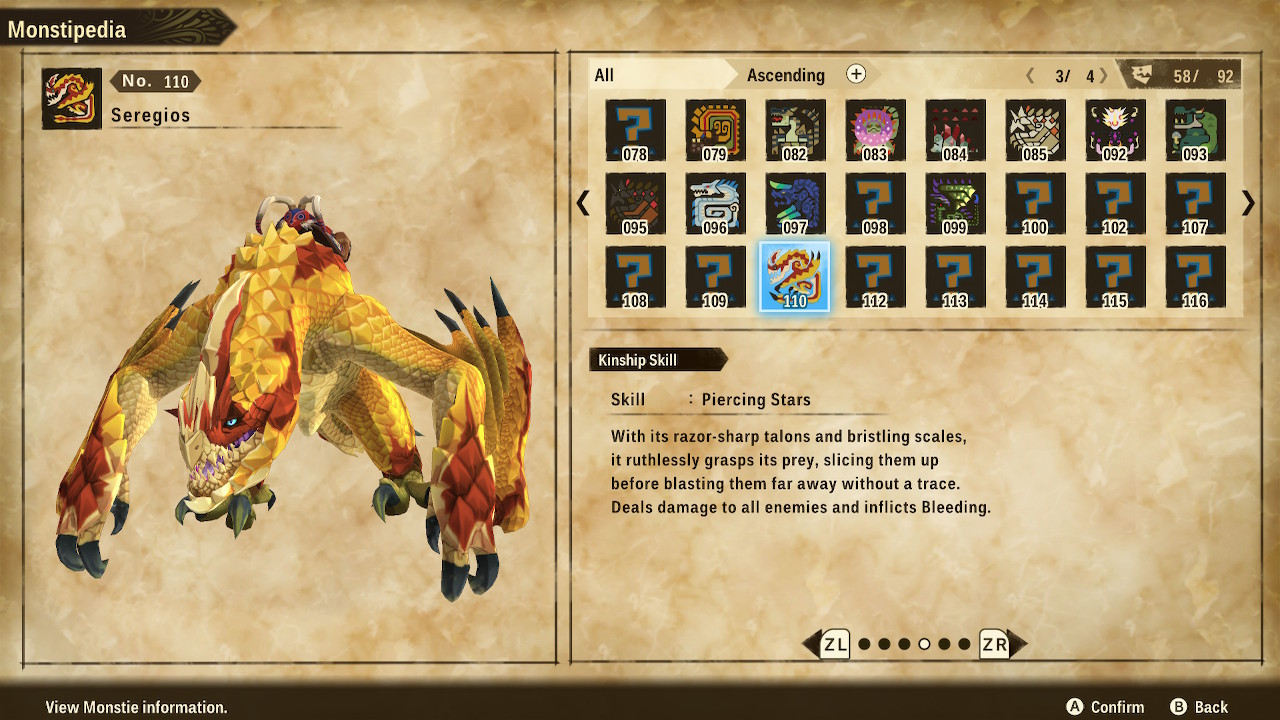 Monstipedia
No. 110
Seregios
All
Ascending
3/ 4
58/ 92
078 079 082 083 084 085 092 093
095 096 097 098 099 100 102 107
108 109 110 112 113 114 115 116
Kinship Skill
Skill : Piercing Stars
With its razor-sharp talons and bristling scales,
it ruthlessly grasps its prey, slicing them up
before blasting them far away without a trace.
Deals damage to all enemies and inflicts Bleeding.
ZL ZR
View Monstie information.
A Confirm B Back